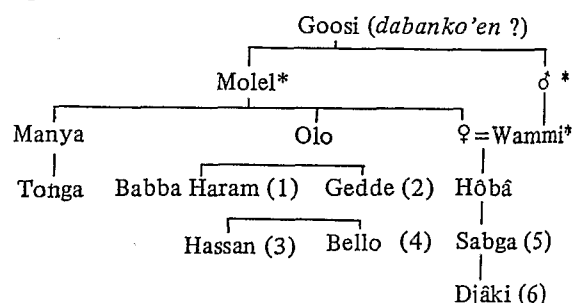 Goosi (dabanko'en ?)
Molel* ♂ *
Manya Olo ♀ = Wammi*
Tonga Babba Haram (1) Gedde (2) Hôbâ
Hassan (3) Bello (4) Sabga (5)
Djâki (6)